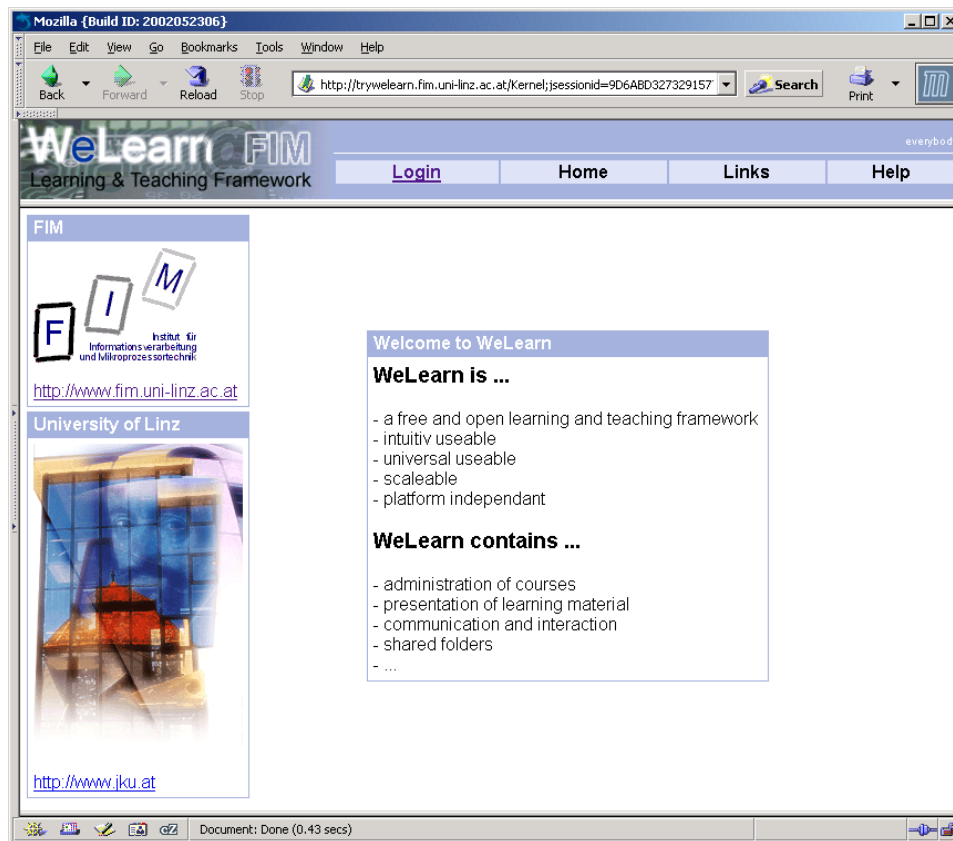 Mozilla {Build ID: 2002052306}
File Edit View Go Bookmarks Tools Window Help
Back Forward Reload Stop http://trywelearn.fim.uni-linz.ac.at/Kernel;jsessionid=9D6ABD327329157 Search Print
WeLearn FIM
Learning & Teaching Framework
everybod
Login Home Links Help
FIM
F I M
Institut für
Informationsverarbeitung
und Mikroprozessortechnik
http://www.fim.uni-linz.ac.at
University of Linz
http://www.jku.at
Welcome to WeLearn
WeLearn is ...
- a free and open learning and teaching framework
- intuitiv useable
- universal useable
- scaleable
- platform independant
WeLearn contains ...
- administration of courses
- presentation of learning material
- communication and interaction
- shared folders
- ...
Document: Done (0.43 secs)